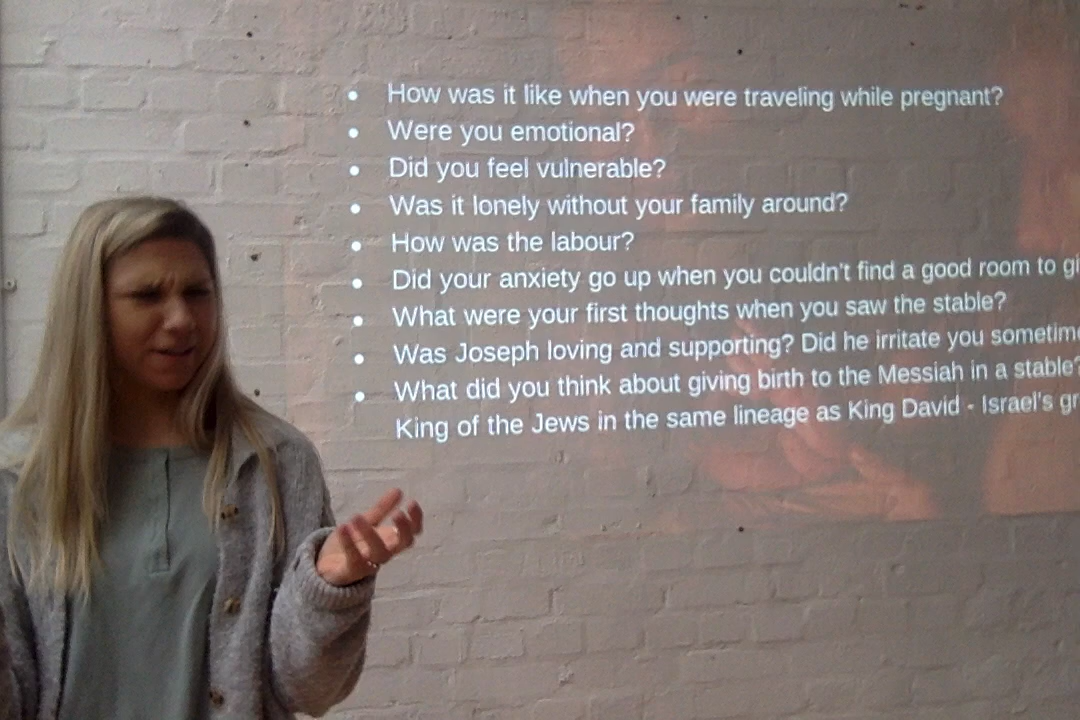 How was it like when you were traveling while pregnant?
Were you emotional?
Did you feel vulnerable?
Was it lonely without your family around?
How was the labour?
Did your anxiety go up when you couldn't find a good room to
What were your first thoughts when you saw the stable?
Was Joseph loving and supporting? Did he irritate you
What did you think about giving birth to the Messiah in a stable?
King of the Jews in the same lineage as King David - Israel's